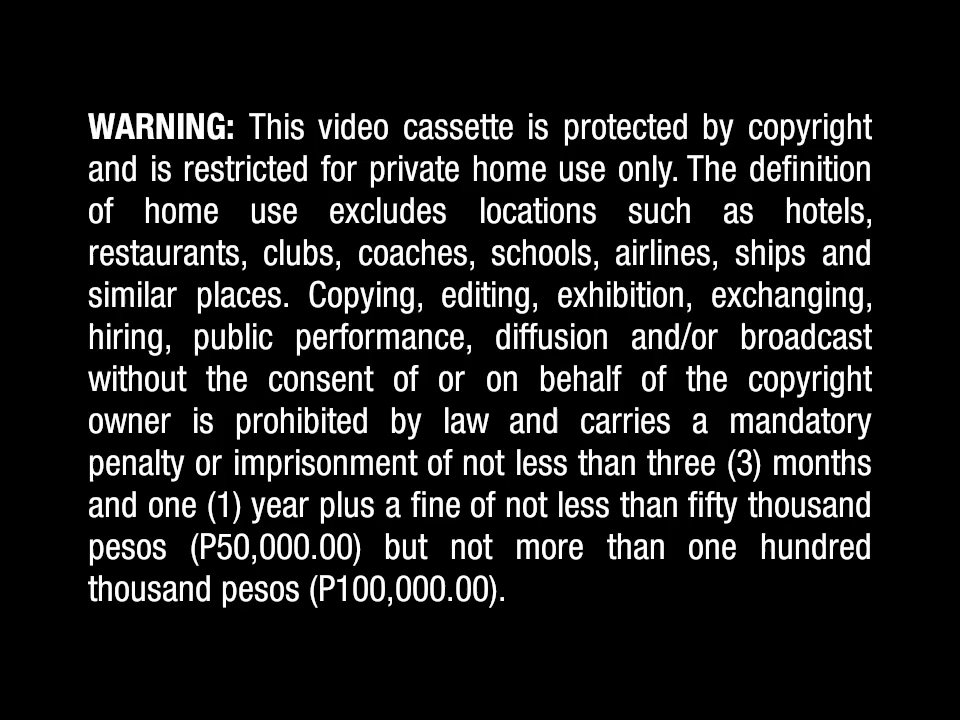 WARNING: This video cassette is protected by copyright
and is restricted for private home use only. The definition
of home use excludes locations such as hotels,
restaurants, clubs, coaches, schools, airlines, ships and
similar places. Copying, editing, exhibition, exchanging,
hiring, public performance, diffusion and/or broadcast
without the consent of or on behalf of the copyright
owner is prohibited by law and carries a mandatory
penalty or imprisonment of not less than three (3) months
and one (1) year plus a fine of not less than fifty thousand
pesos (P50,000.00) but not more than one hundred
thousand pesos (P100,000.00).